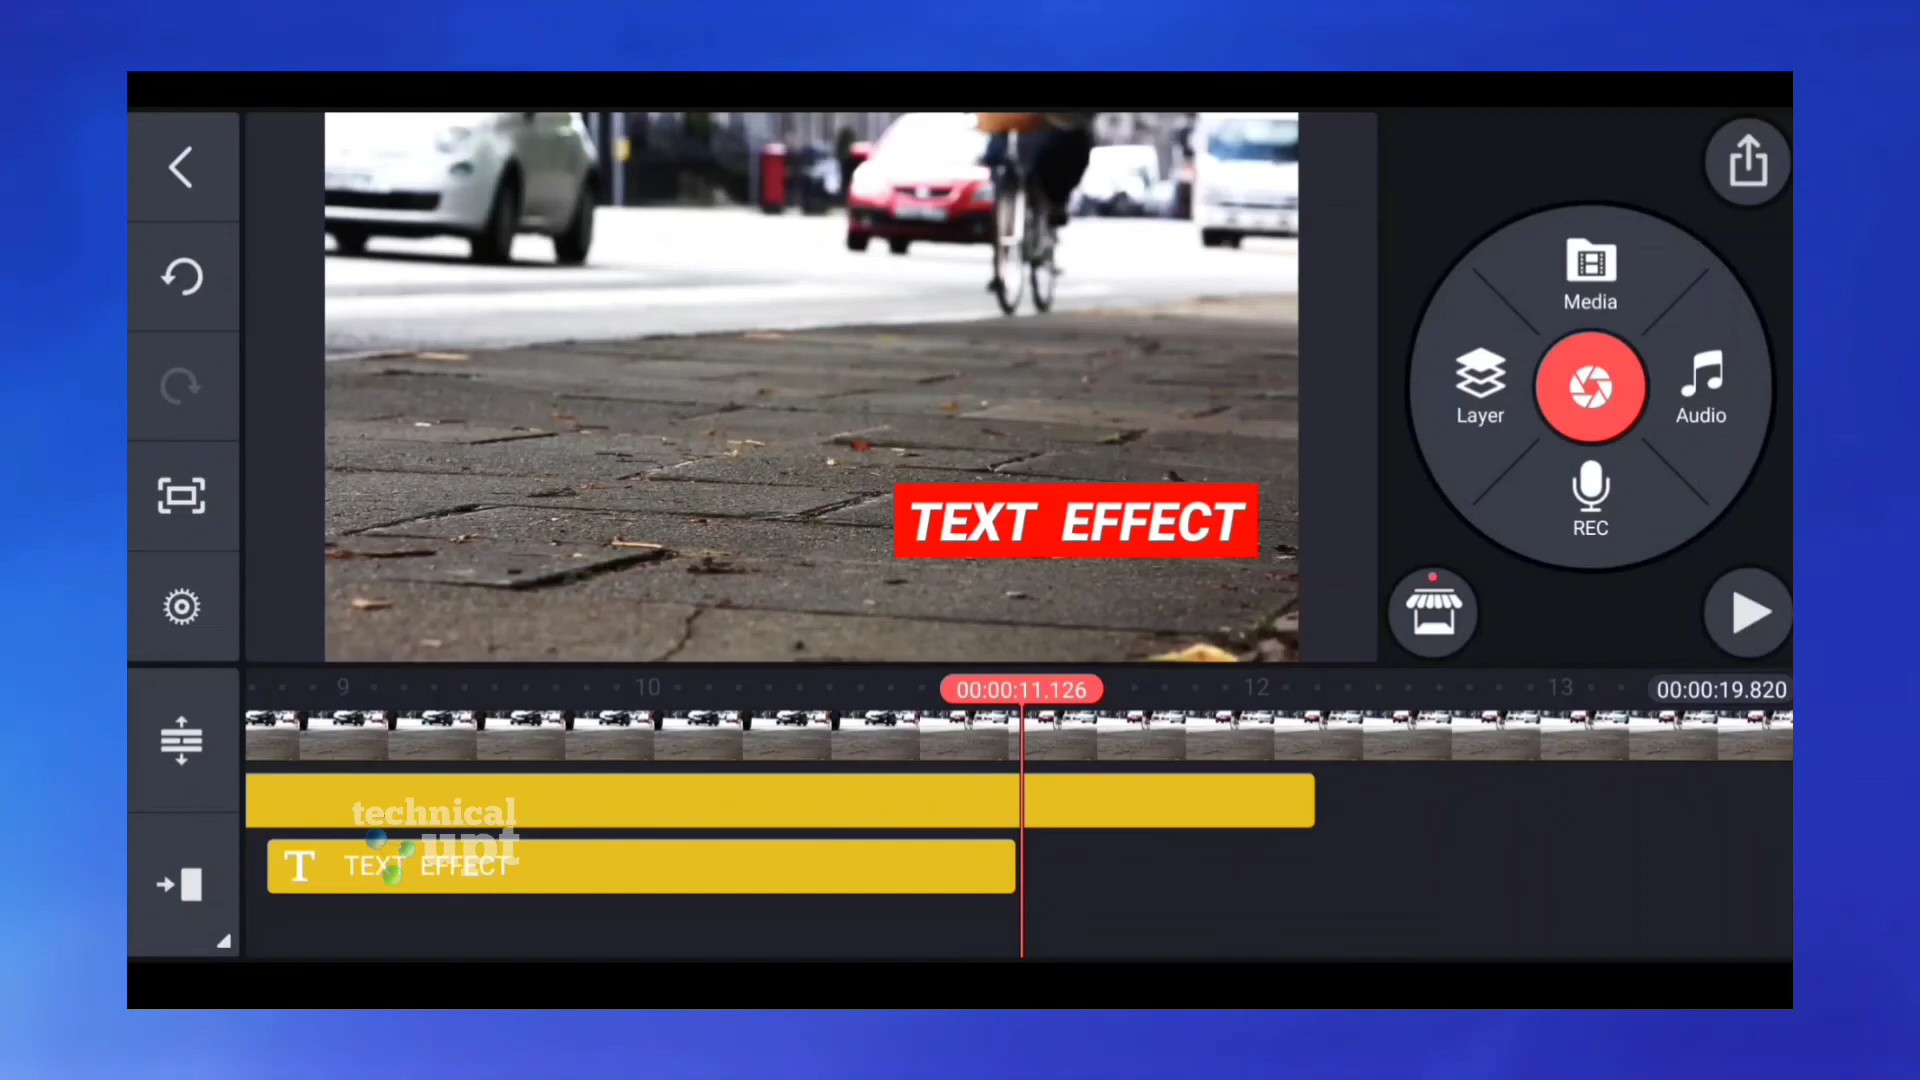 Media
Layer
Audio
REC
TEXT EFFECT
9
10
00:00:11.126
12
13
00:00:19.820
technical
upt
T TEXT EFFECT